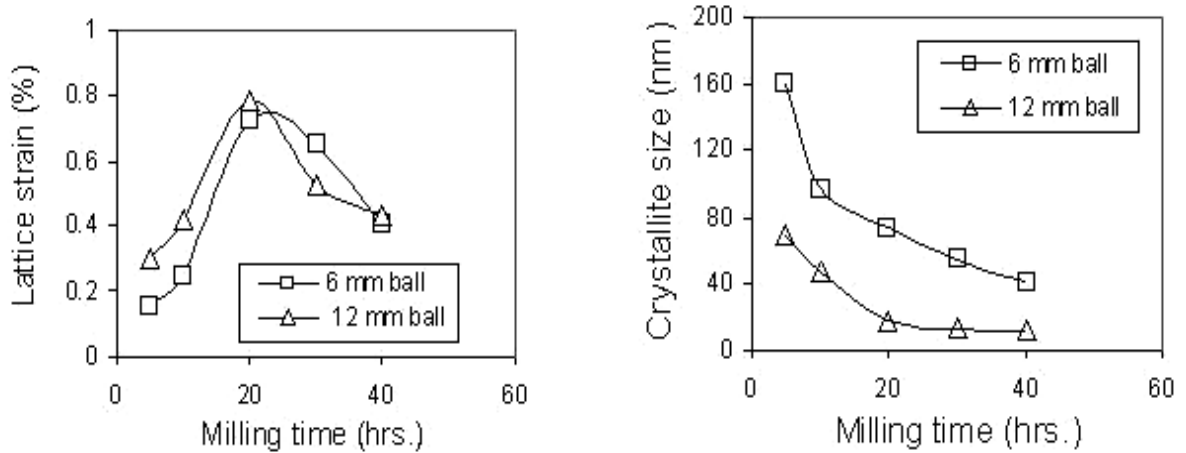 1
0.8
0.6
0.4
0.2
0
Lattice strain (%)
6 mm ball
12 mm ball
0 20 40 60
Milling time (hrs.)
200
160
120
80
40
0
Crystallite size (nm)
6 mm ball
12 mm ball
0 20 40 60
Milling time (hrs.)